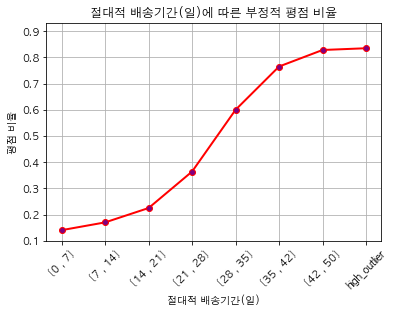 절대적 배송기간(일)에 따른 부정적 평점 비율
평점 비율
0.9
0.8
0.7
0.6
0.5
0.4
0.3
0.2
0.1
(0 , 7)
(7 , 14)
(14 , 21)
(21 , 28)
(28 , 35)
(35 , 42)
(42 , 50)
high_outlier
절대적 배송기간(일)